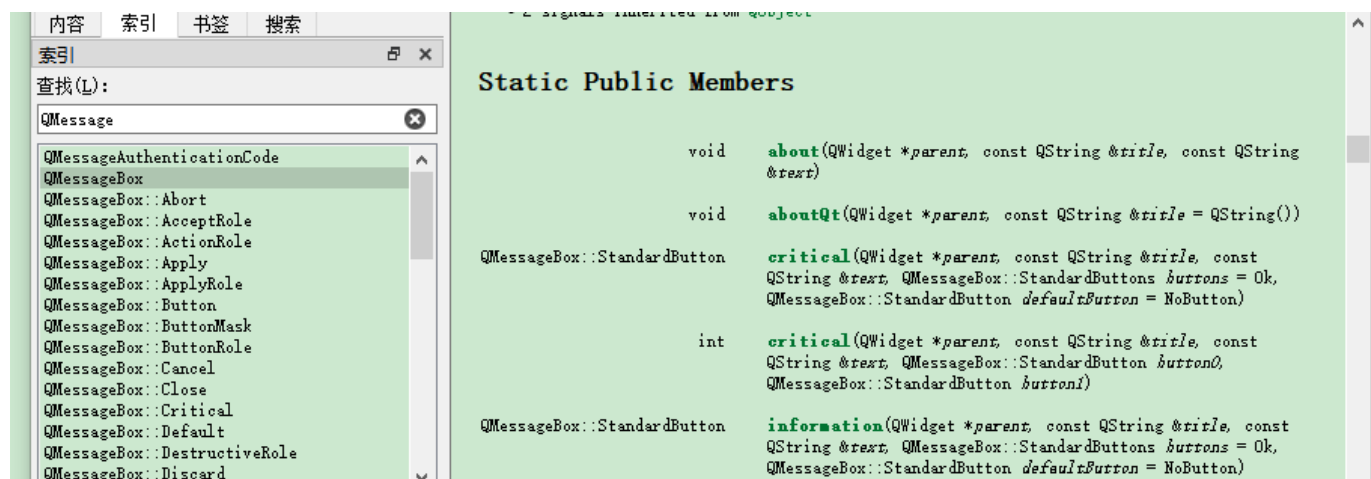 内容 索引 书签 搜索
索引
查找(L):
QMessage
QMessageAuthenticationCode
QMessageBox
QMessageBox::Abort
QMessageBox::AcceptRole
QMessageBox::ActionRole
QMessageBox::Apply
QMessageBox::ApplyRole
QMessageBox::Button
QMessageBox::ButtonMask
QMessageBox::ButtonRole
QMessageBox::Cancel
QMessageBox::Close
QMessageBox::Critical
QMessageBox::Default
QMessageBox::DestructiveRole
QMessageBox::Discard
2 signals inherited from QObject
Static Public Members
void about(QWidget *parent, const QString &title, const QString
&text)
void aboutQt(QWidget *parent, const QString &title = QString())
QMessageBox::StandardButton critical(QWidget *parent, const QString &title, const
QString &text, QMessageBox::StandardButtons buttons = Ok,
QMessageBox::StandardButton defaultButton = NoButton)
int critical(QWidget *parent, const QString &title, const
QString &text, QMessageBox::StandardButton button0,
QMessageBox::StandardButton button1)
QMessageBox::StandardButton information(QWidget *parent, const QString &title, const
QString &text, QMessageBox::StandardButtons buttons = Ok,
QMessageBox::StandardButton defaultButton = NoButton)